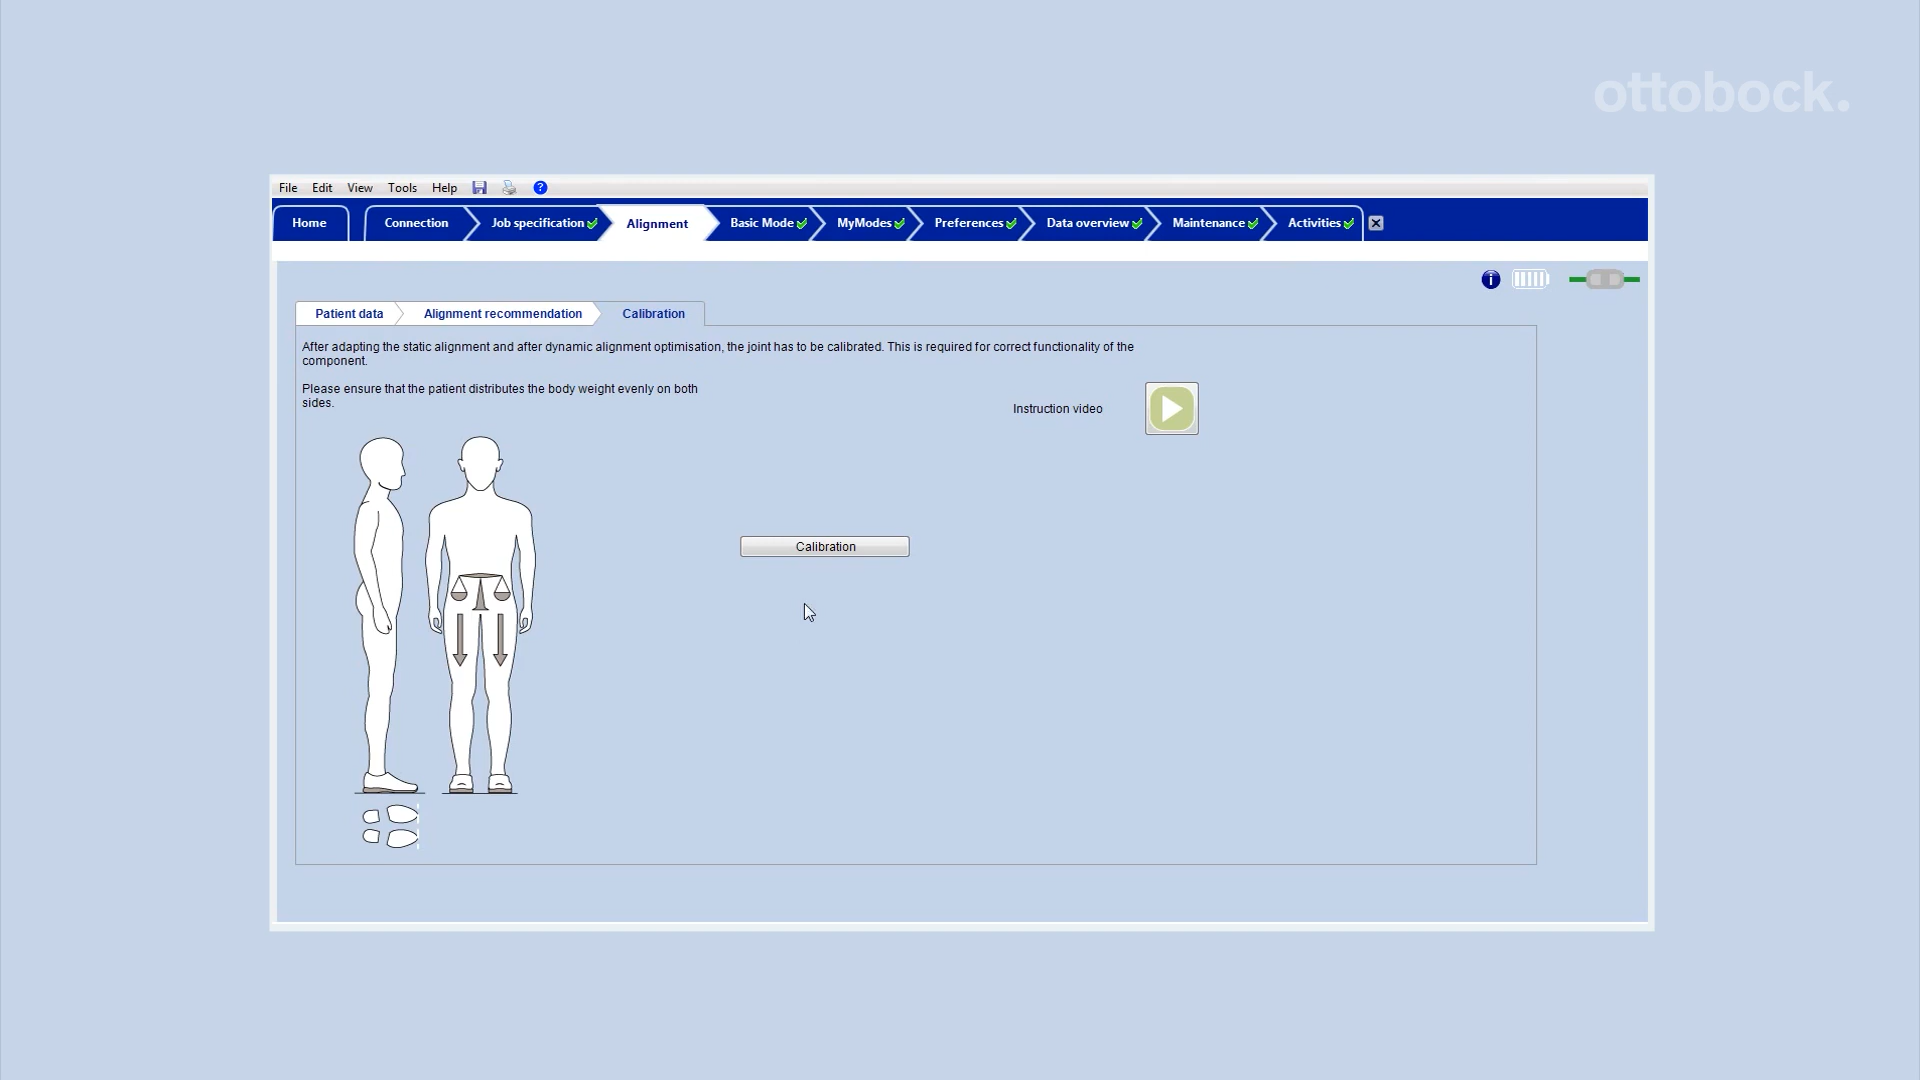 ottobock.
File Edit View Tools Help
Home Connection Job specification Alignment Basic Mode MyModes Preferences Data overview Maintenance Activities
Patient data Alignment recommendation Calibration
After adapting the static alignment and after dynamic alignment optimisation, the joint has to be calibrated. This is required for correct functionality of the
component.
Please ensure that the patient distributes the body weight evenly on both
sides.
Instruction video
Calibration